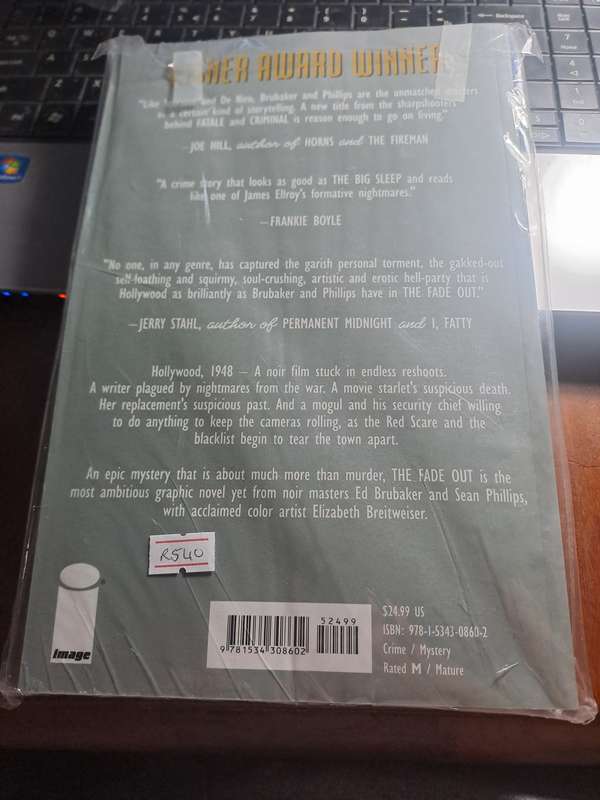 AWARD WINNER
"Like and De Niro, Brubaker and Phillips are the unmatched masters
of a certain kind of storytelling. A new title from the sharpshooters
behind FATALE and CRIMINAL is reason enough to go on living."
—JOE HILL, author of HORNS and THE FIREMAN
"A crime story that looks as good as THE BIG SLEEP and reads
like one of James Ellroy's formative nightmares."
—FRANKIE BOYLE
"No one, in any genre, has captured the garish personal torment, the gakked-out
self-loathing and squirmy, soul-crushing, artistic and erotic hell-party that is
Hollywood as brilliantly as Brubaker and Phillips have in THE FADE OUT."
—JERRY STAHL, author of PERMANENT MIDNIGHT and I, FATTY
Hollywood, 1948 — A noir film stuck in endless reshoots.
A writer plagued by nightmares from the war. A movie starlet's suspicious death.
Her replacement's suspicious past. And a mogul and his security chief willing
to do anything to keep the cameras rolling, as the Red Scare and the
blacklist begin to tear the town apart.
An epic mystery that is about much more than murder, THE FADE OUT is the
most ambitious graphic novel yet from noir masters Ed Brubaker and Sean Phillips,
with acclaimed color artist Elizabeth Breitweiser.
R540
image
52499
9 781534 308602
$24.99 US
ISBN: 978-1-5343-0860-2
Crime / Mystery
Rated M / Mature
Backspace